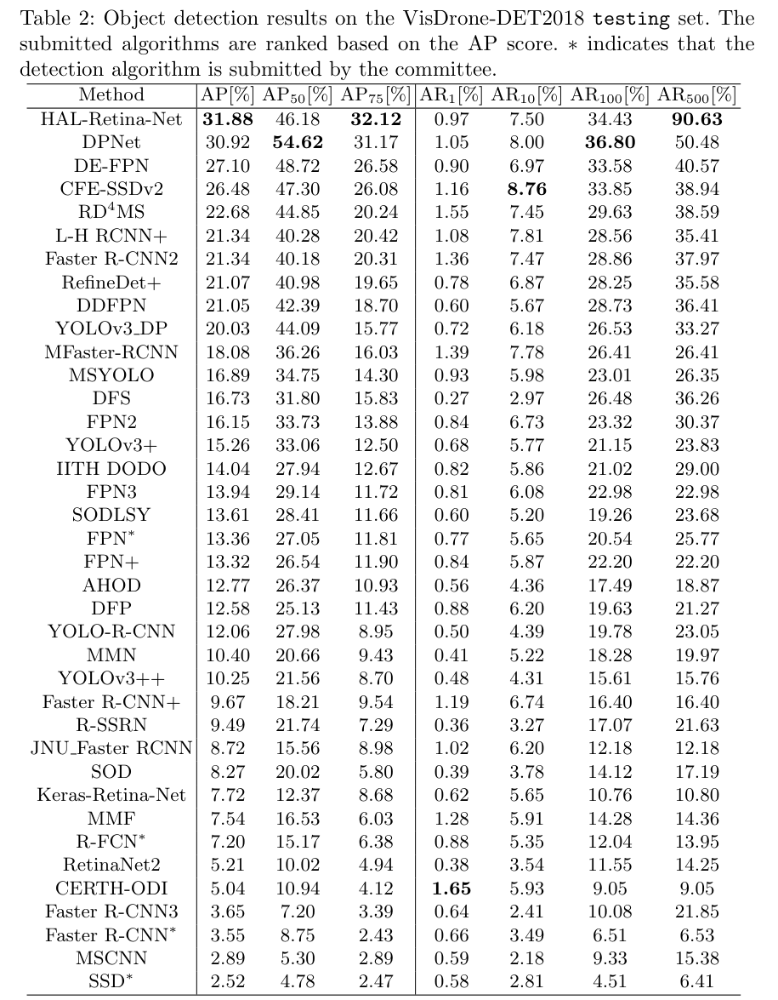 Table 2: Object detection results on the VisDrone-DET2018 testing set. The
submitted algorithms are ranked based on the AP score. * indicates that the
detection algorithm is submitted by the committee.
Method AP[%] AP50[%] AP75[%] AR1[%] AR10[%] AR100[%] AR500[%]
HAL-Retina-Net 31.88 46.18 32.12 0.97 7.50 34.43 90.63
DPNet 30.92 54.62 31.17 1.05 8.00 36.80 50.48
DE-FPN 27.10 48.72 26.58 0.90 6.97 33.58 40.57
CFE-SSDv2 26.48 47.30 26.08 1.16 8.76 33.85 38.94
RD⁴MS 22.68 44.85 20.24 1.55 7.45 29.63 38.59
L-H RCNN+ 21.34 40.28 20.42 1.08 7.81 28.56 35.41
Faster R-CNN2 21.34 40.18 20.31 1.36 7.47 28.86 37.97
RefineDet+ 21.07 40.98 19.65 0.78 6.87 28.25 35.58
DDFPN 21.05 42.39 18.70 0.60 5.67 28.73 36.41
YOLOv3_DP 20.03 44.09 15.77 0.72 6.18 26.53 33.27
MFaster-RCNN 18.08 36.26 16.03 1.39 7.78 26.41 26.41
MSYOLO 16.89 34.75 14.30 0.93 5.98 23.01 26.35
DFS 16.73 31.80 15.83 0.27 2.97 26.48 36.26
FPN2 16.15 33.73 13.88 0.84 6.73 23.32 30.37
YOLOv3+ 15.26 33.06 12.50 0.68 5.77 21.15 23.83
IITH DODO 14.04 27.94 12.67 0.82 5.86 21.02 29.00
FPN3 13.94 29.14 11.72 0.81 6.08 22.98 22.98
SODLSY 13.61 28.41 11.66 0.60 5.20 19.26 23.68
FPN* 13.36 27.05 11.81 0.77 5.65 20.54 25.77
FPN+ 13.32 26.54 11.90 0.84 5.87 22.20 22.20
AHOD 12.77 26.37 10.93 0.56 4.36 17.49 18.87
DFP 12.58 25.13 11.43 0.88 6.20 19.63 21.27
YOLO-R-CNN 12.06 27.98 8.95 0.50 4.39 19.78 23.05
MMN 10.40 20.66 9.43 0.41 5.22 18.28 19.97
YOLOv3++ 10.25 21.56 8.70 0.48 4.31 15.61 15.76
Faster R-CNN+ 9.67 18.21 9.54 1.19 6.74 16.40 16.40
R-SSRN 9.49 21.74 7.29 0.36 3.27 17.07 21.63
JNU_Faster RCNN 8.72 15.56 8.98 1.02 6.20 12.18 12.18
SOD 8.27 20.02 5.80 0.39 3.78 14.12 17.19
Keras-Retina-Net 7.72 12.37 8.68 0.62 5.65 10.76 10.80
MMF 7.54 16.53 6.03 1.28 5.91 14.28 14.36
R-FCN* 7.20 15.17 6.38 0.88 5.35 12.04 13.95
RetinaNet2 5.21 10.02 4.94 0.38 3.54 11.55 14.25
CERTH-ODI 5.04 10.94 4.12 1.65 5.93 9.05 9.05
Faster R-CNN3 3.65 7.20 3.39 0.64 2.41 10.08 21.85
Faster R-CNN* 3.55 8.75 2.43 0.66 3.49 6.51 6.53
MSCNN 2.89 5.30 2.89 0.59 2.18 9.33 15.38
SSD* 2.52 4.78 2.47 0.58 2.81 4.51 6.41